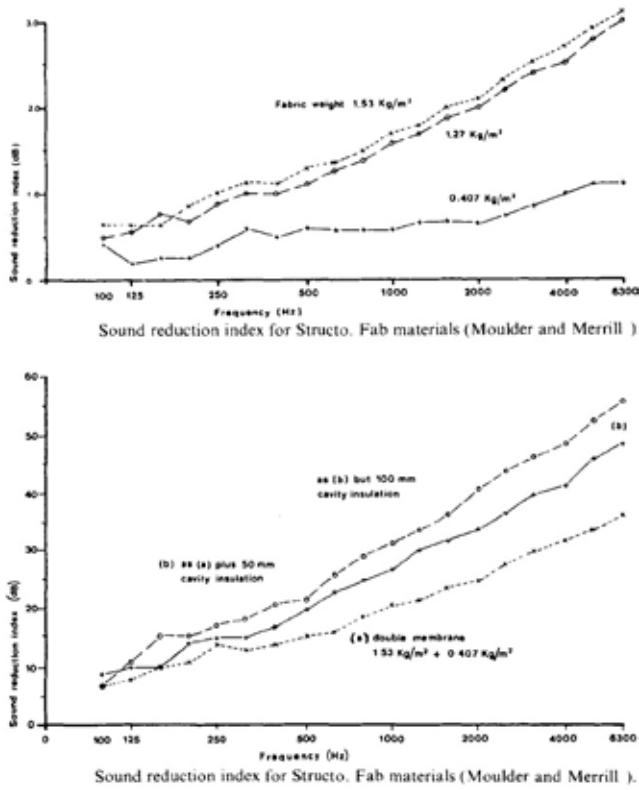 3.0
2.0
1.0
0
Sound reduction index (dB)
Fabric weight 1.53 Kg/m²
1.27 Kg/m²
0.407 Kg/m²
100 125 250 500 1000 2000 4000 6300
Frequency (Hz)
Sound reduction index for Structo. Fab materials (Moulder and Merrill ).
60
50
40
30
20
10
0
Sound reduction index (dB)
(b)
as (b) but 100 mm
cavity insulation
(b) as (a) plus 50 mm
cavity insulation
(a) double membrane
1.53 Kg/m² + 0.407 Kg/m²
0 100 125 250 500 1000 2000 4000 6300
Frequency (Hz)
Sound reduction index for Structo. Fab materials (Moulder and Merrill ).